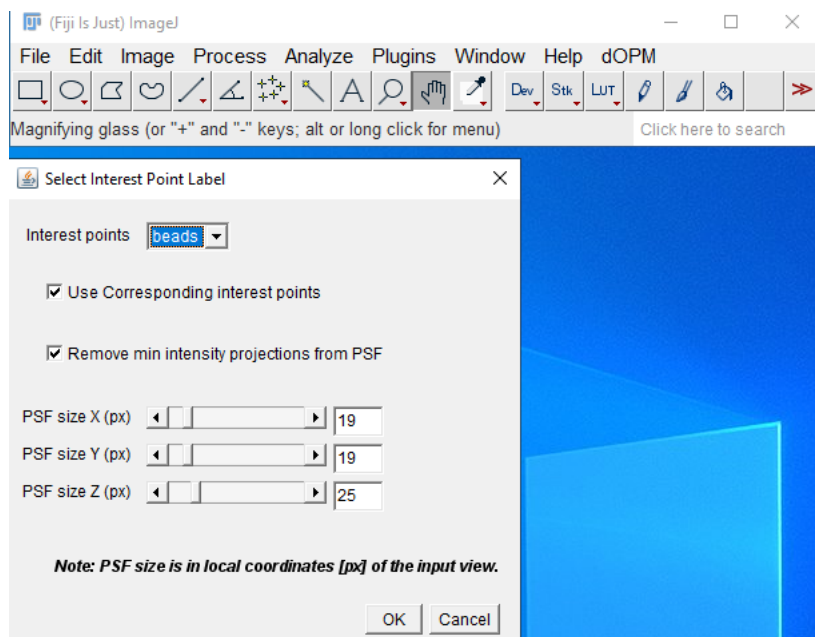 (Fiji Is Just) ImageJ
File Edit Image Process Analyze Plugins Window Help dOPM
A Dev Stk LUT >>
Magnifying glass (or "+" and "-" keys; alt or long click for menu) Click here to search
Select Interest Point Label
Interest points beads
Use Corresponding interest points
Remove min intensity projections from PSF
PSF size X (px) 19
PSF size Y (px) 19
PSF size Z (px) 25
Note: PSF size is in local coordinates [px] of the input view.
OK Cancel